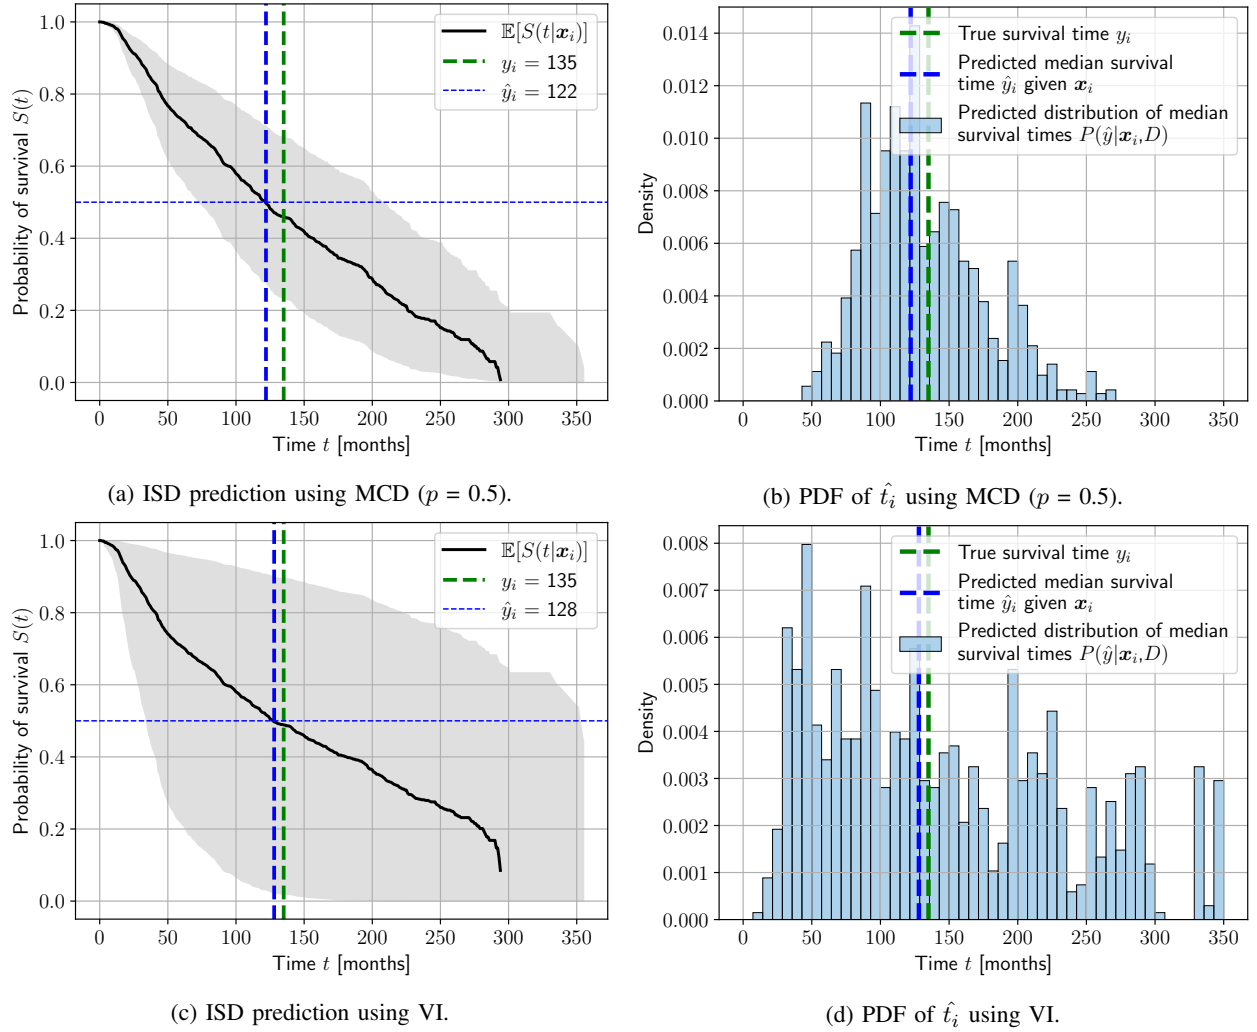 1.0
0.8
0.6
0.4
0.2
0.0
Probability of survival S(t)
𝔼[S(t|𝒙ᵢ)]
yᵢ = 135
ŷᵢ = 122
0 50 100 150 200 250 300 350
Time t [months]
(a) ISD prediction using MCD (p = 0.5).
0.014
0.012
0.010
0.008
0.006
0.004
0.002
0.000
Density
True survival time yᵢ
Predicted median survival
time ŷᵢ given 𝒙ᵢ
Predicted distribution of median
survival times P(ŷ|𝒙ᵢ,D)
0 50 100 150 200 250 300 350
Time t [months]
(b) PDF of t̂ᵢ using MCD (p = 0.5).
1.0
0.8
0.6
0.4
0.2
0.0
Probability of survival S(t)
𝔼[S(t|𝒙ᵢ)]
yᵢ = 135
ŷᵢ = 128
0 50 100 150 200 250 300 350
Time t [months]
(c) ISD prediction using VI.
0.008
0.007
0.006
0.005
0.004
0.003
0.002
0.001
0.000
Density
True survival time yᵢ
Predicted median survival
time ŷᵢ given 𝒙ᵢ
Predicted distribution of median
survival times P(ŷ|𝒙ᵢ,D)
0 50 100 150 200 250 300 350
Time t [months]
(d) PDF of t̂ᵢ using VI.